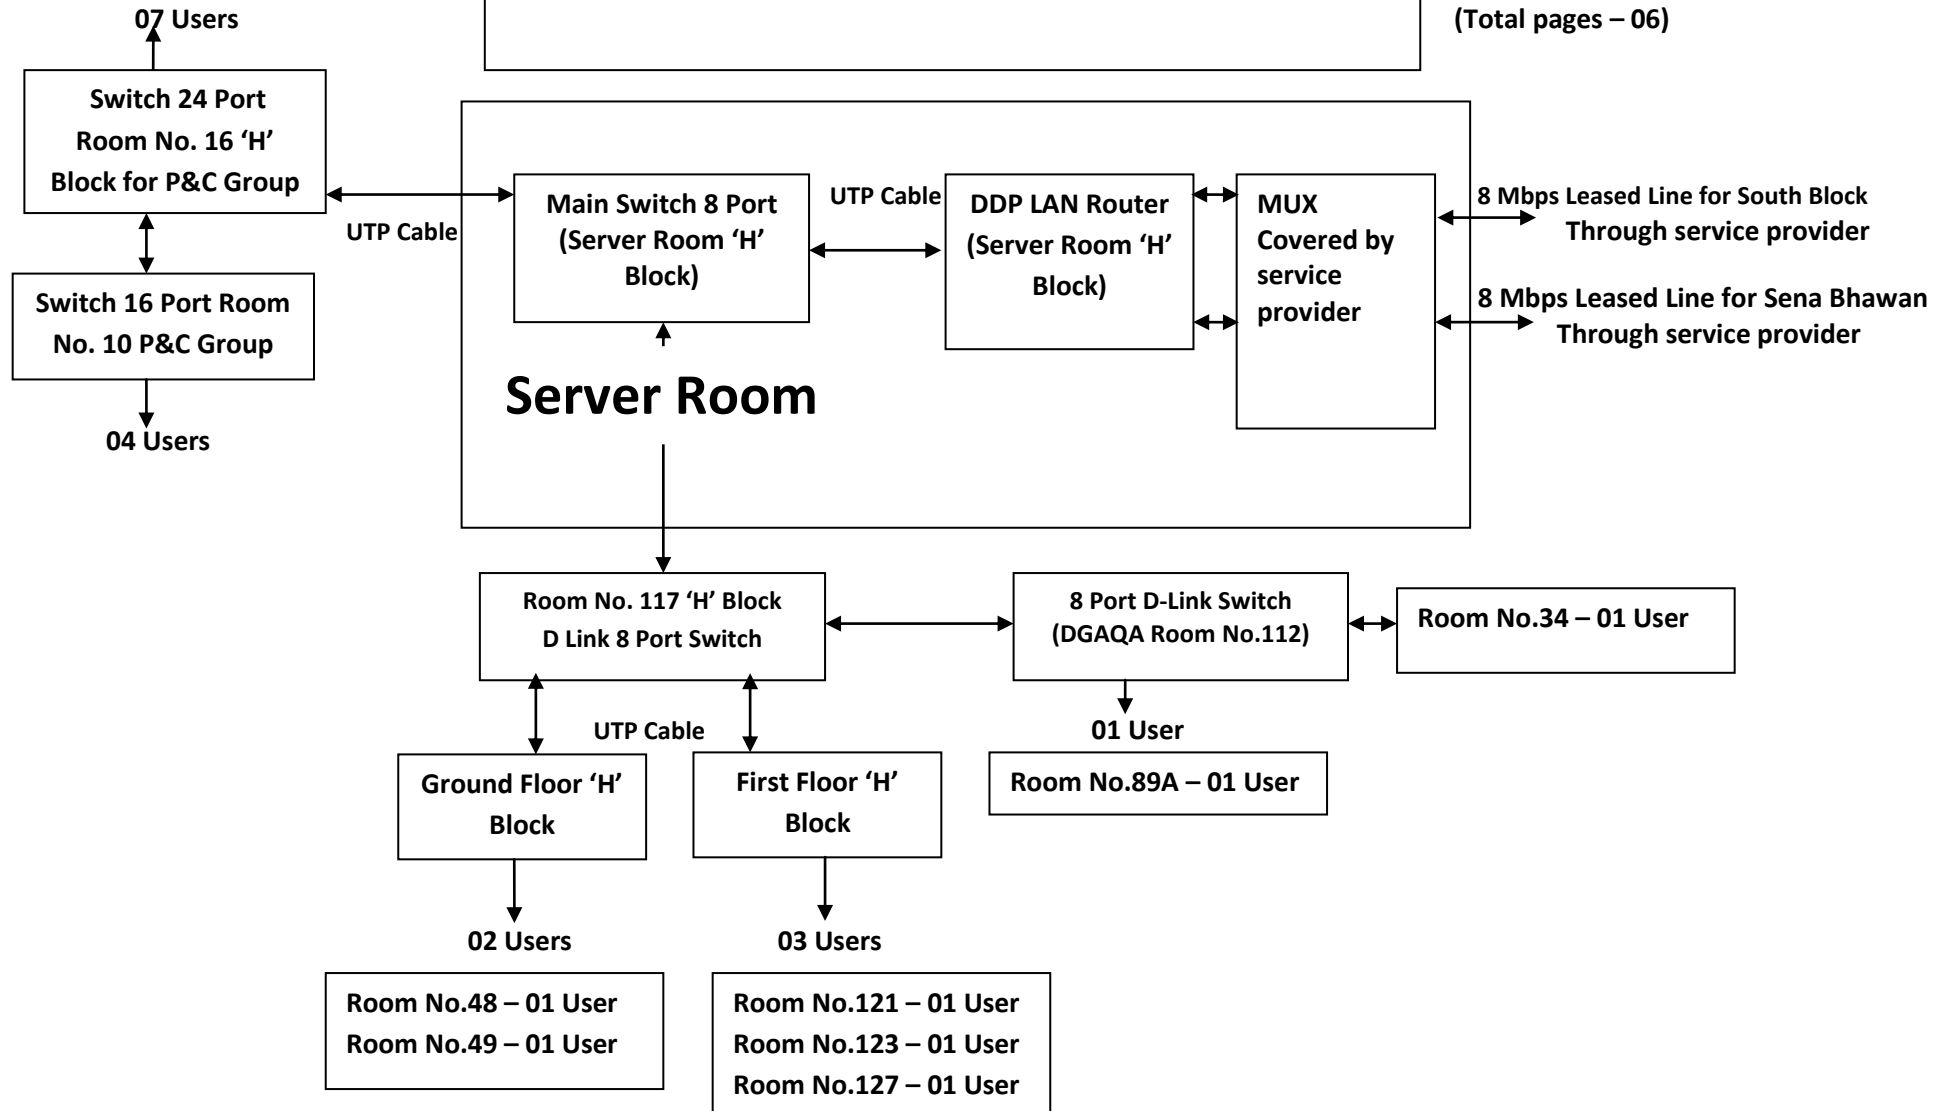 07 Users
(Total pages – 06)
Switch 24 Port
Room No. 16 ‘H’
Block for P&C Group
UTP Cable
Switch 16 Port Room
No. 10 P&C Group
04 Users
Main Switch 8 Port
(Server Room ‘H’
Block)
UTP Cable
DDP LAN Router
(Server Room ‘H’
Block)
MUX
Covered by
service
provider
8 Mbps Leased Line for South Block
Through service provider
8 Mbps Leased Line for Sena Bhawan
Through service provider
Server Room
Room No. 117 ‘H’ Block
D Link 8 Port Switch
8 Port D-Link Switch
(DGAQA Room No.112)
Room No.34 – 01 User
UTP Cable
01 User
Room No.89A – 01 User
Ground Floor ‘H’
Block
First Floor ‘H’
Block
02 Users
03 Users
Room No.48 – 01 User
Room No.49 – 01 User
Room No.121 – 01 User
Room No.123 – 01 User
Room No.127 – 01 User